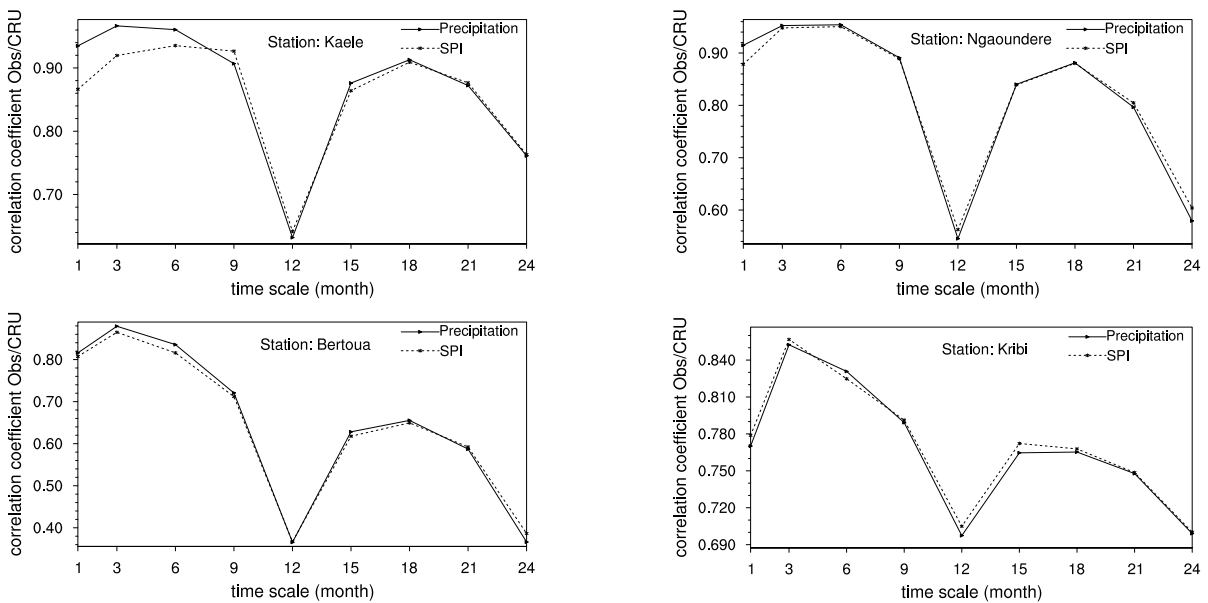 correlation coefficient Obs/CRU
0.90
0.80
0.70
Station: Kaele
Precipitation
SPI
1 3 6 9 12 15 18 21 24
time scale (month)
correlation coefficient Obs/CRU
0.90
0.80
0.70
0.60
Station: Ngaoundere
Precipitation
SPI
1 3 6 9 12 15 18 21 24
time scale (month)
correlation coefficient Obs/CRU
0.80
0.70
0.60
0.50
0.40
Station: Bertoua
Precipitation
SPI
1 3 6 9 12 15 18 21 24
time scale (month)
correlation coefficient Obs/CRU
0.840
0.810
0.780
0.750
0.720
0.690
Station: Kribi
Precipitation
SPI
1 3 6 9 12 15 18 21 24
time scale (month)